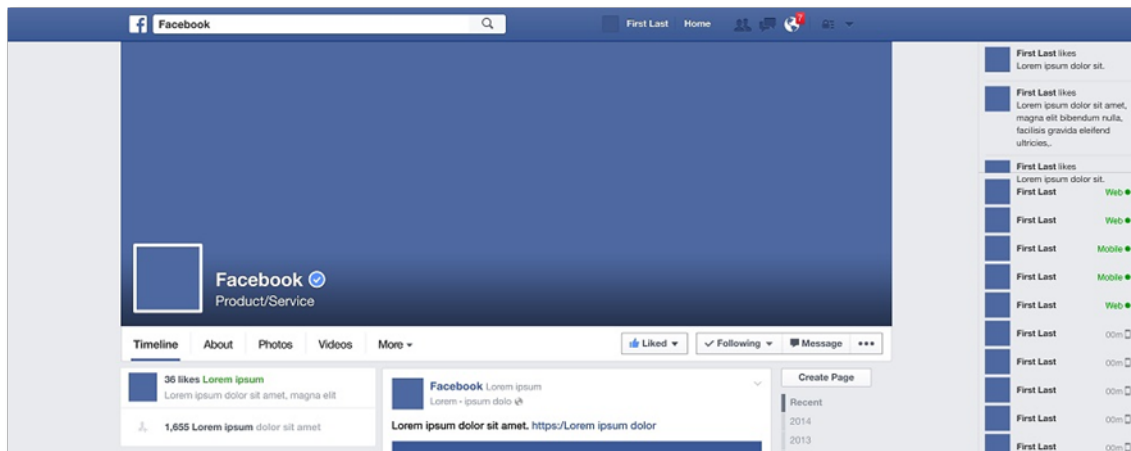 f Facebook
First Last Home 7
Facebook
Product/Service
Timeline About Photos Videos More
Liked Following Message
36 likes Lorem ipsum
Lorem ipsum dolor sit amet, magna elit
1,655 Lorem ipsum dolor sit amet
Facebook Lorem ipsum
Lorem - ipsum dolo
Lorem ipsum dolor sit amet. https:/Lorem ipsum dolor
Create Page
Recent
2014
2013
First Last likes
Lorem ipsum dolor sit.
First Last likes
Lorem ipsum dolor sit amet,
magna elit bibendum nulla,
facilisis gravida eleifend
ultricies,.
First Last likes
Lorem ipsum dolor sit.
First Last Web
First Last Web
First Last Mobile
First Last Mobile
First Last Web
First Last 00m
First Last 00m
First Last 00m
First Last 00m
First Last 00m